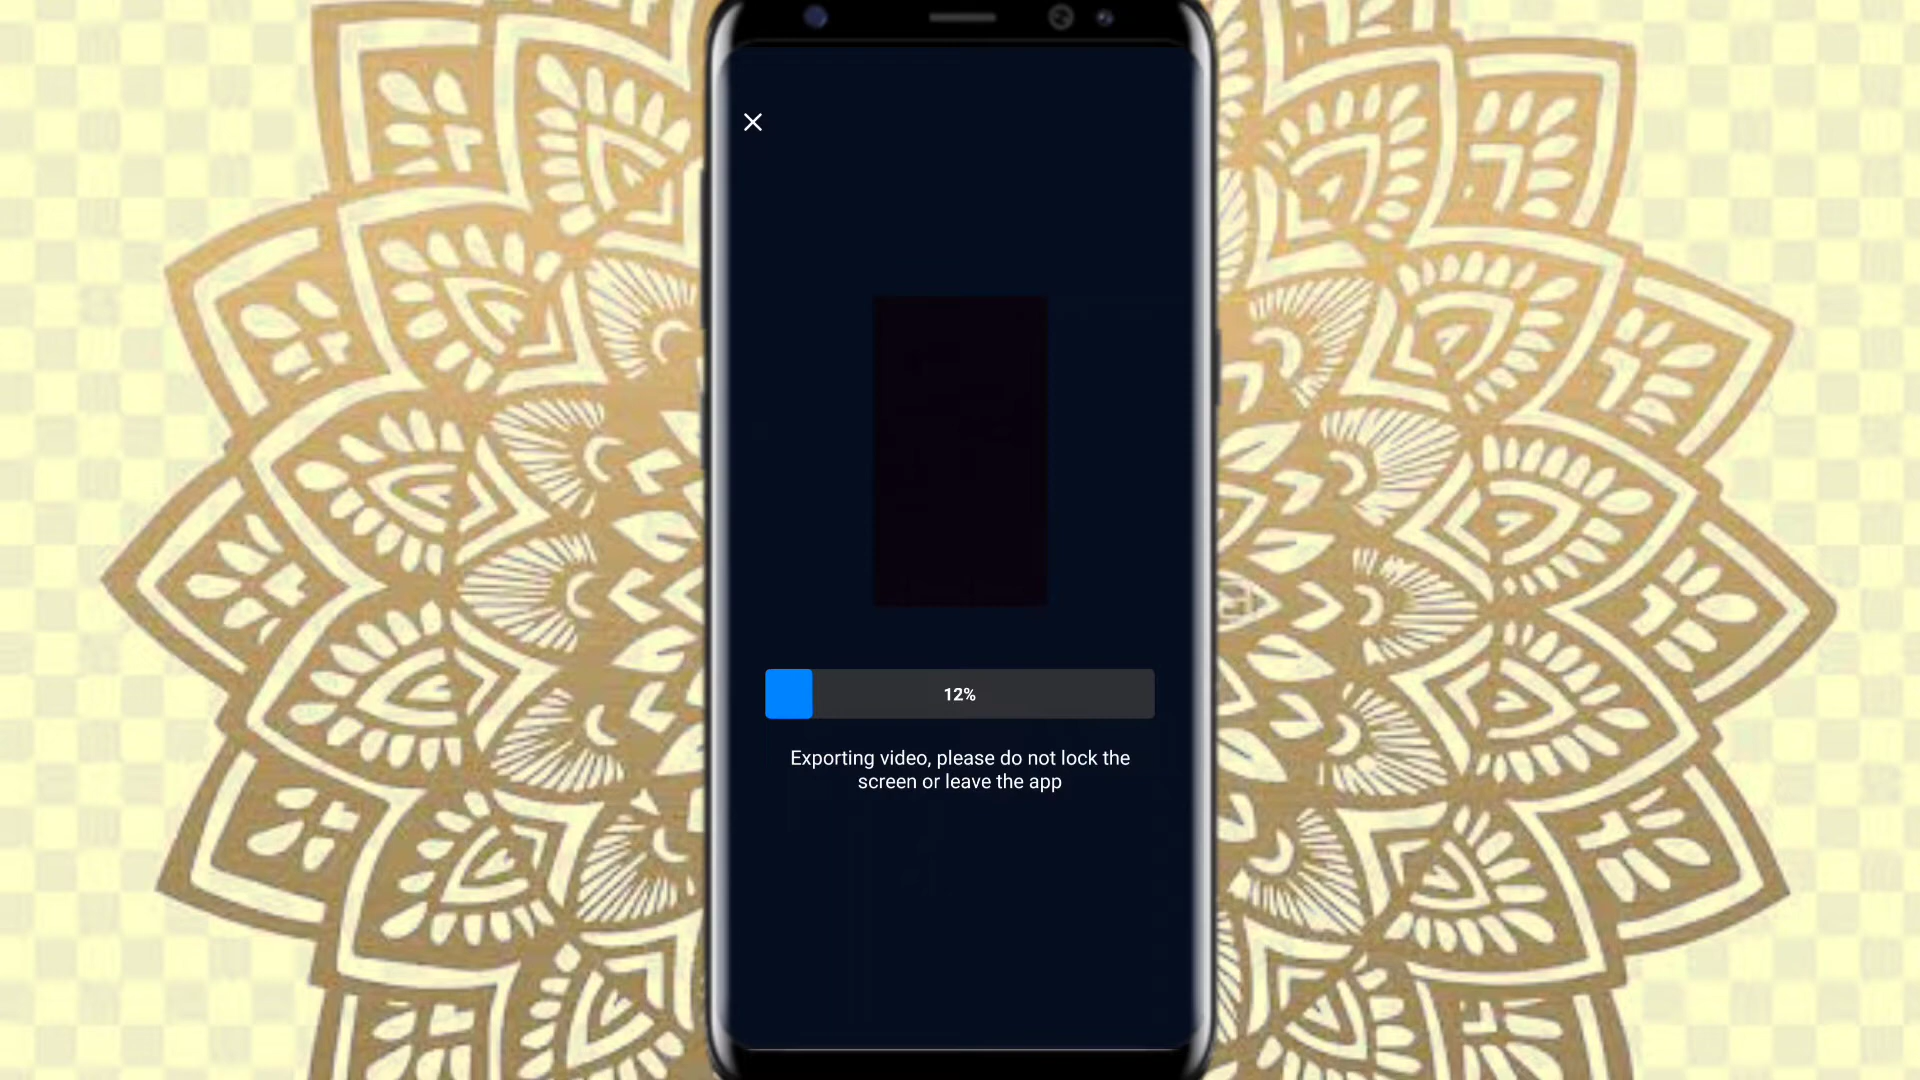 12%
Exporting video, please do not lock the
screen or leave the app